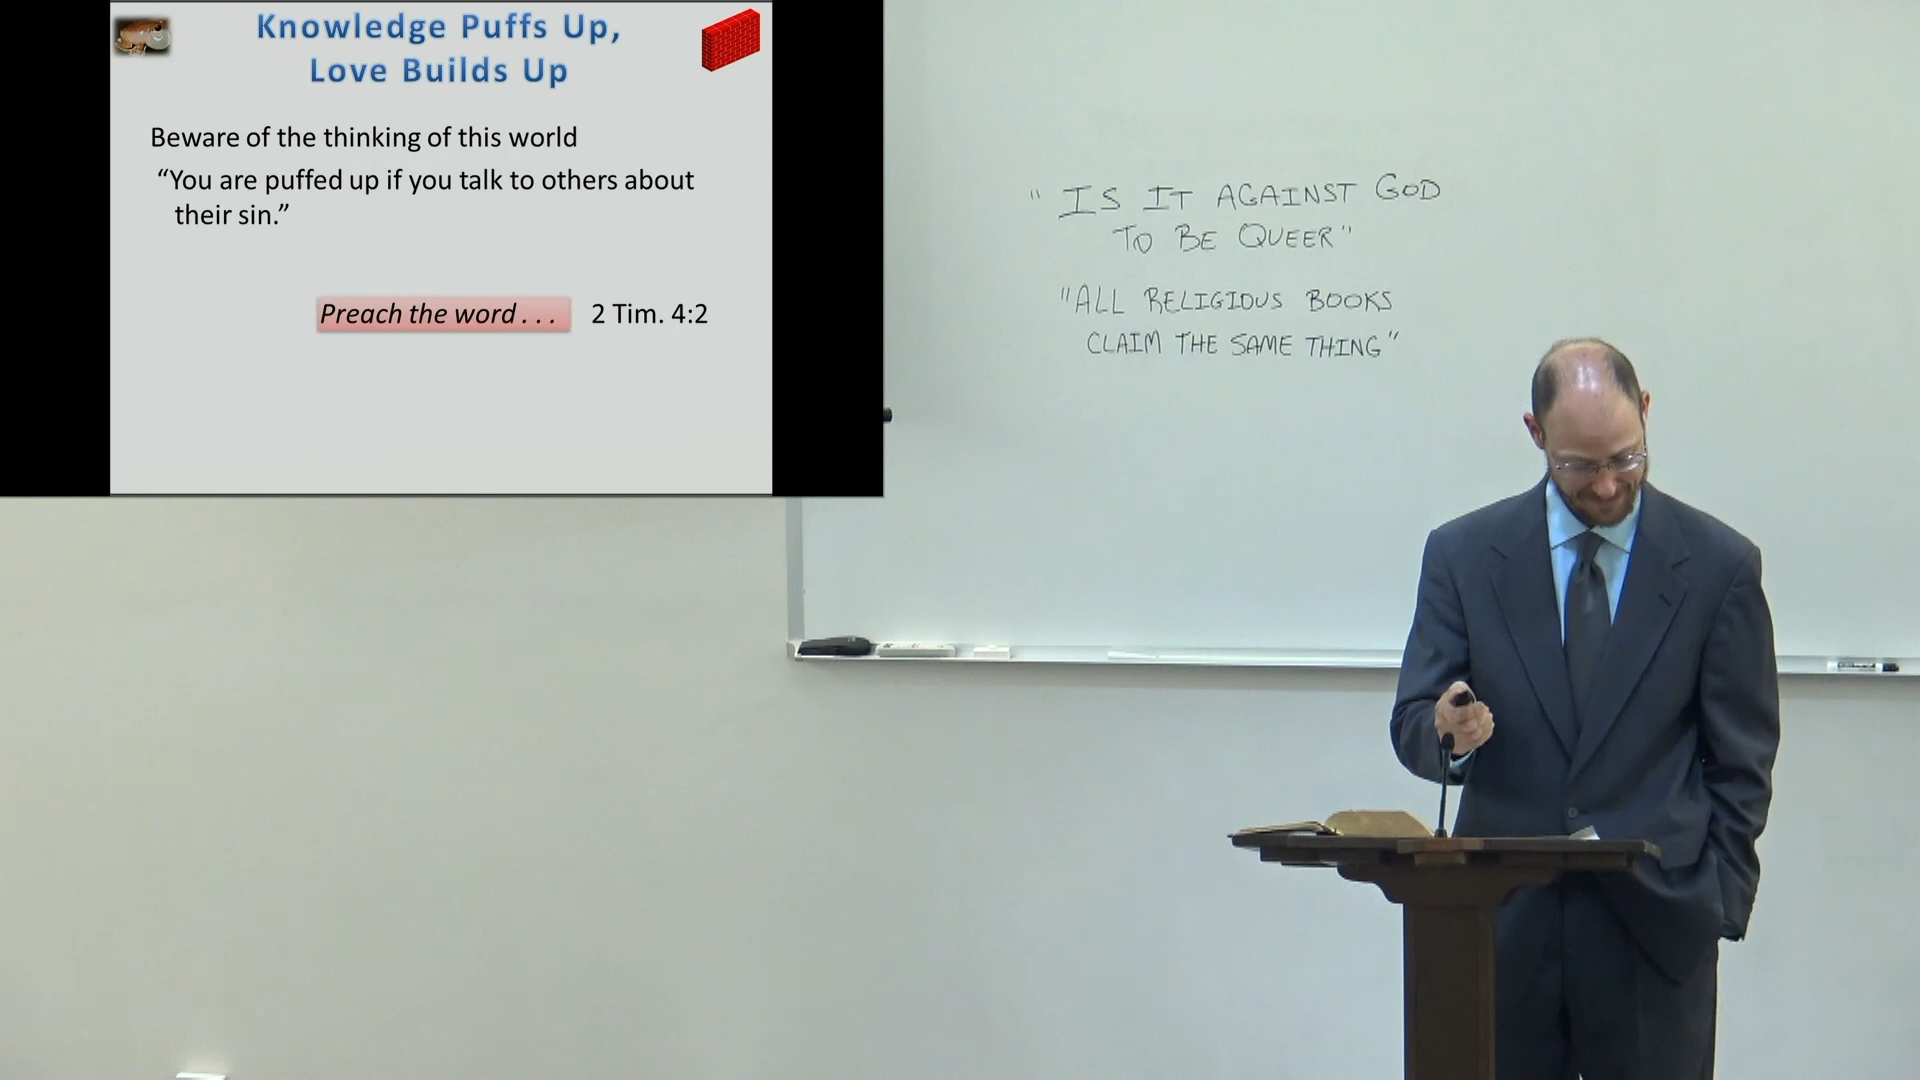 Knowledge Puffs Up,
Love Builds Up
Beware of the thinking of this world
“You are puffed up if you talk to others about
their sin.”
Preach the word . . . 2 Tim. 4:2
" IS IT AGAINST GOD
TO BE QUEER"
"ALL RELIGIOUS BOOKS
CLAIM THE SAME THING"